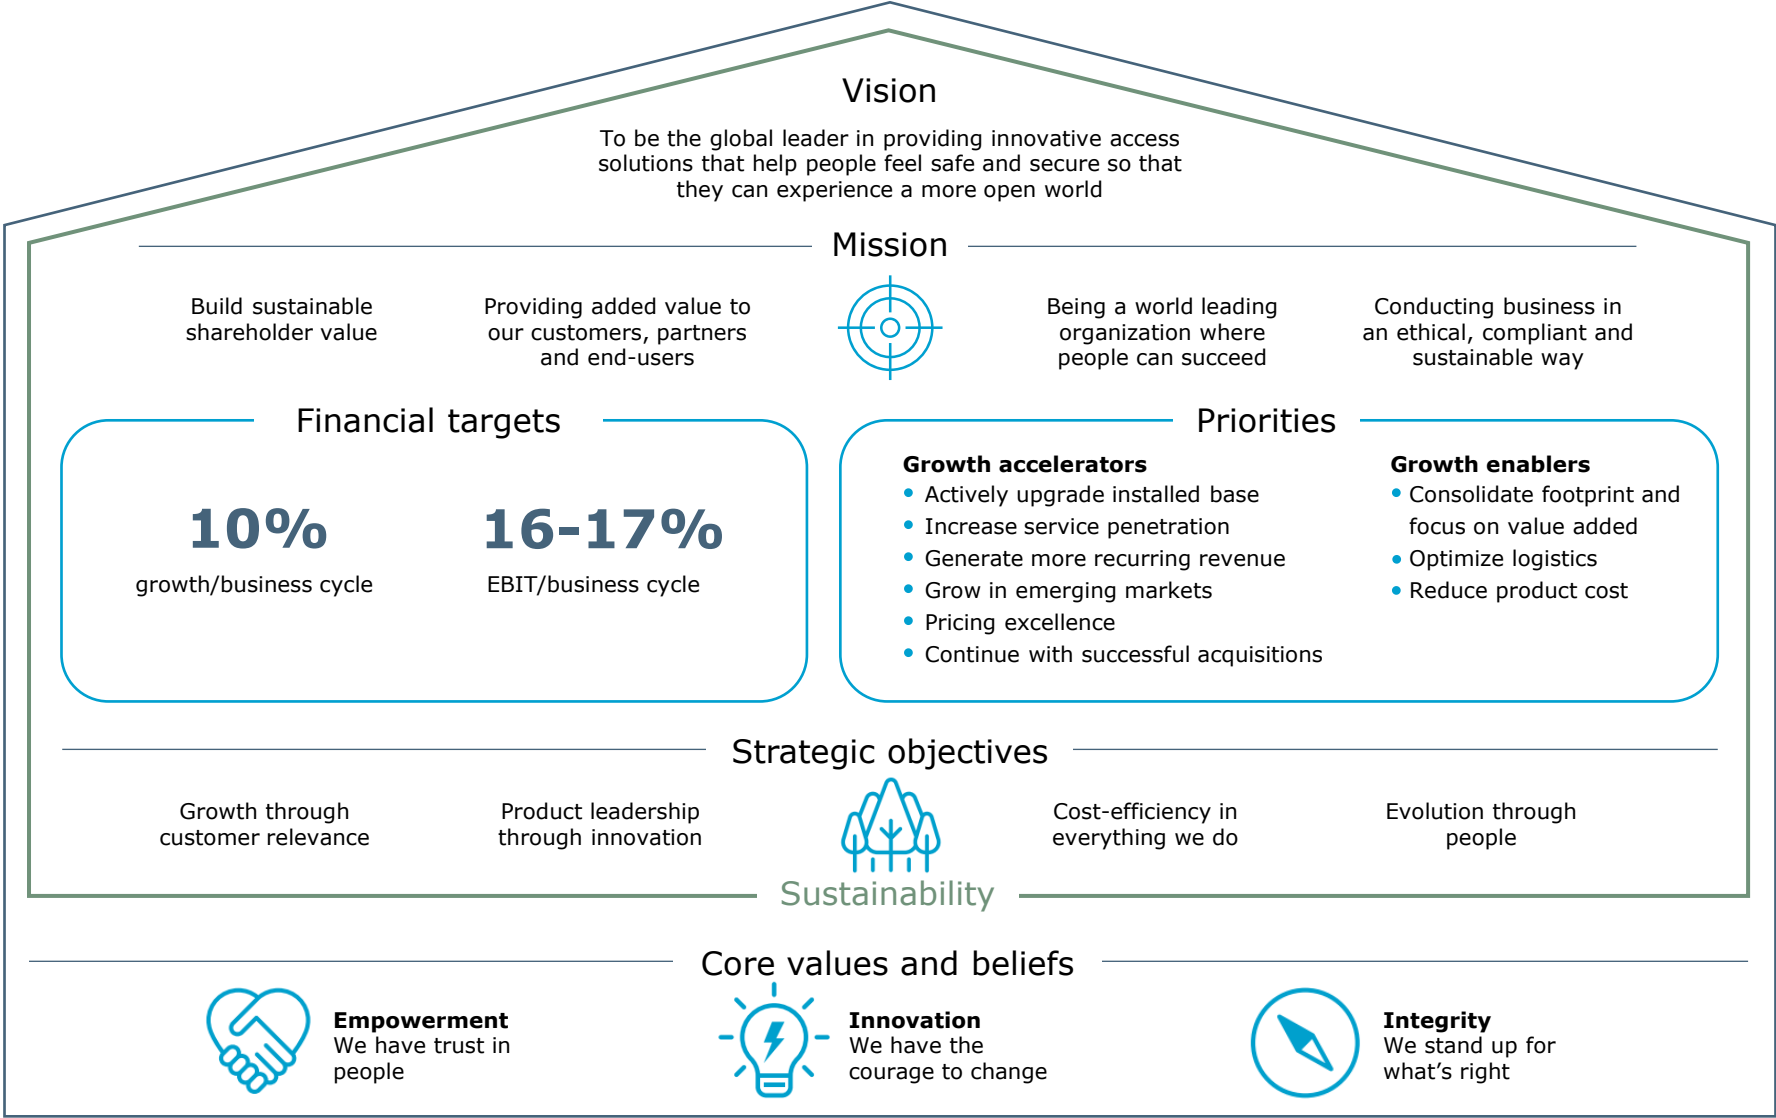 Vision
To be the global leader in providing innovative access
solutions that help people feel safe and secure so that
they can experience a more open world
Mission
Build sustainable
shareholder value
Providing added value to
our customers, partners
and end-users
Being a world leading
organization where
people can succeed
Conducting business in
an ethical, compliant and
sustainable way
Financial targets
10%
growth/business cycle
16-17%
EBIT/business cycle
Priorities
Growth accelerators
• Actively upgrade installed base
• Increase service penetration
• Generate more recurring revenue
• Grow in emerging markets
• Pricing excellence
• Continue with successful acquisitions
Growth enablers
• Consolidate footprint and
focus on value added
• Optimize logistics
• Reduce product cost
Strategic objectives
Growth through
customer relevance
Product leadership
through innovation
Cost-efficiency in
everything we do
Evolution through
people
Sustainability
Core values and beliefs
Empowerment
We have trust in
people
Innovation
We have the
courage to change
Integrity
We stand up for
what's right